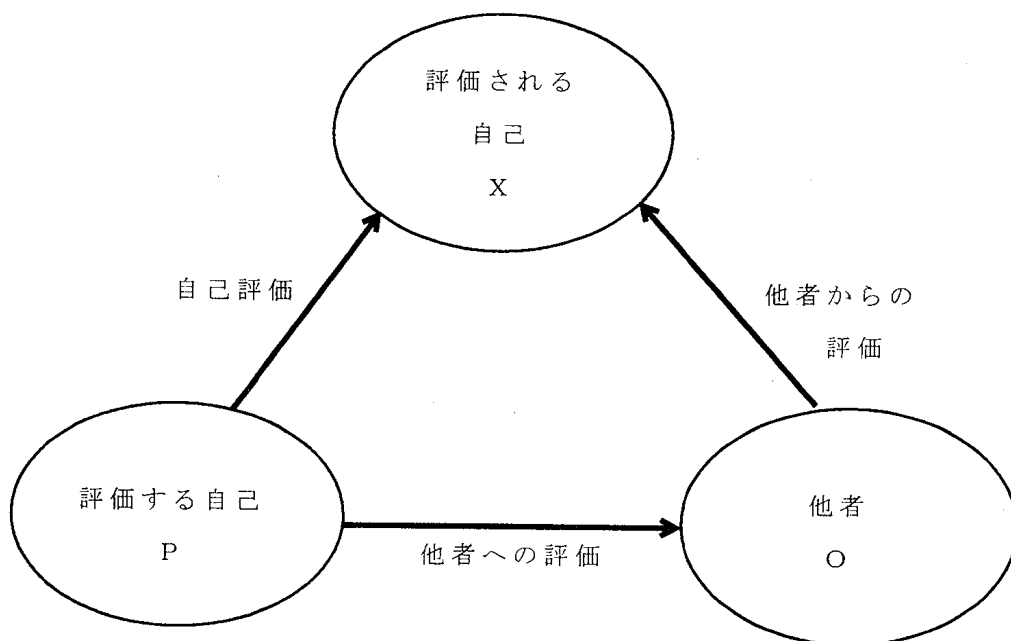 評価される
自己
X
自己評価
他者からの
評価
評価する自己
P
他者への評価
他者
O